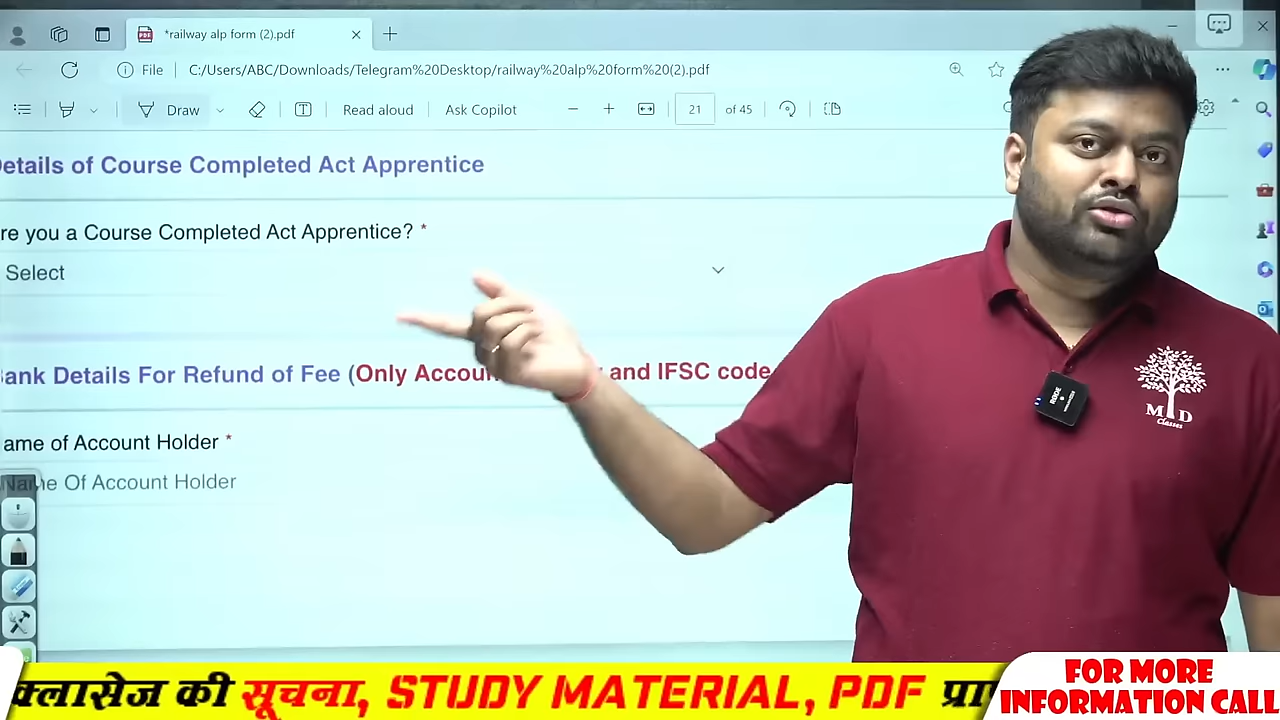 *railway alp form (2).pdf
File
C:/Users/ABC/Downloads/Telegram%20Desktop/railway%20alp%20form%20(2).pdf
Draw
Read aloud
Ask Copilot
21 of 45
etails of Course Completed Act Apprentice
re you a Course Completed Act Apprentice? *
Select
ank Details For Refund of Fee (Only Accoun and IFSC code
ame of Account Holder *
Name Of Account Holder
M D
Classes
RODE
क्लासेज की सूचना, STUDY MATERIAL, PDF प्रा
FOR MORE
INFORMATION CALL